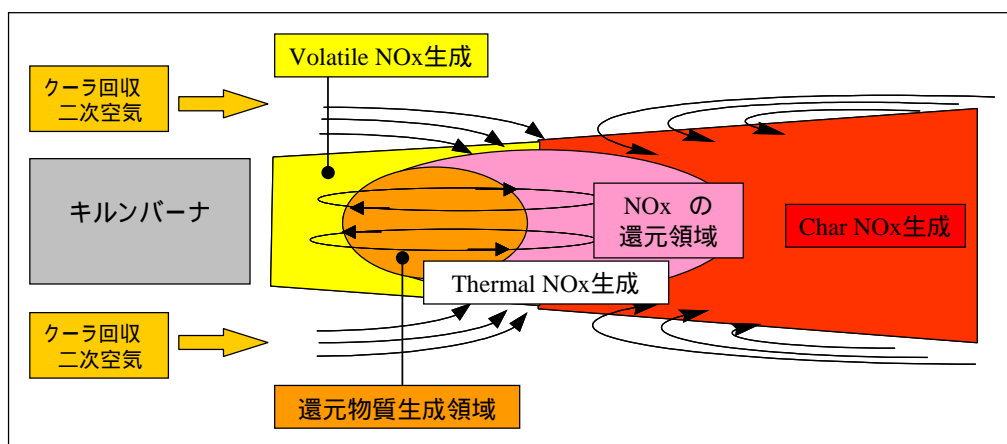 Volatile NOx生成
クーラ回収
二次空気
キルンバーナ
NOx の
還元領域
Char NOx生成
Thermal NOx生成
クーラ回収
二次空気
還元物質生成領域